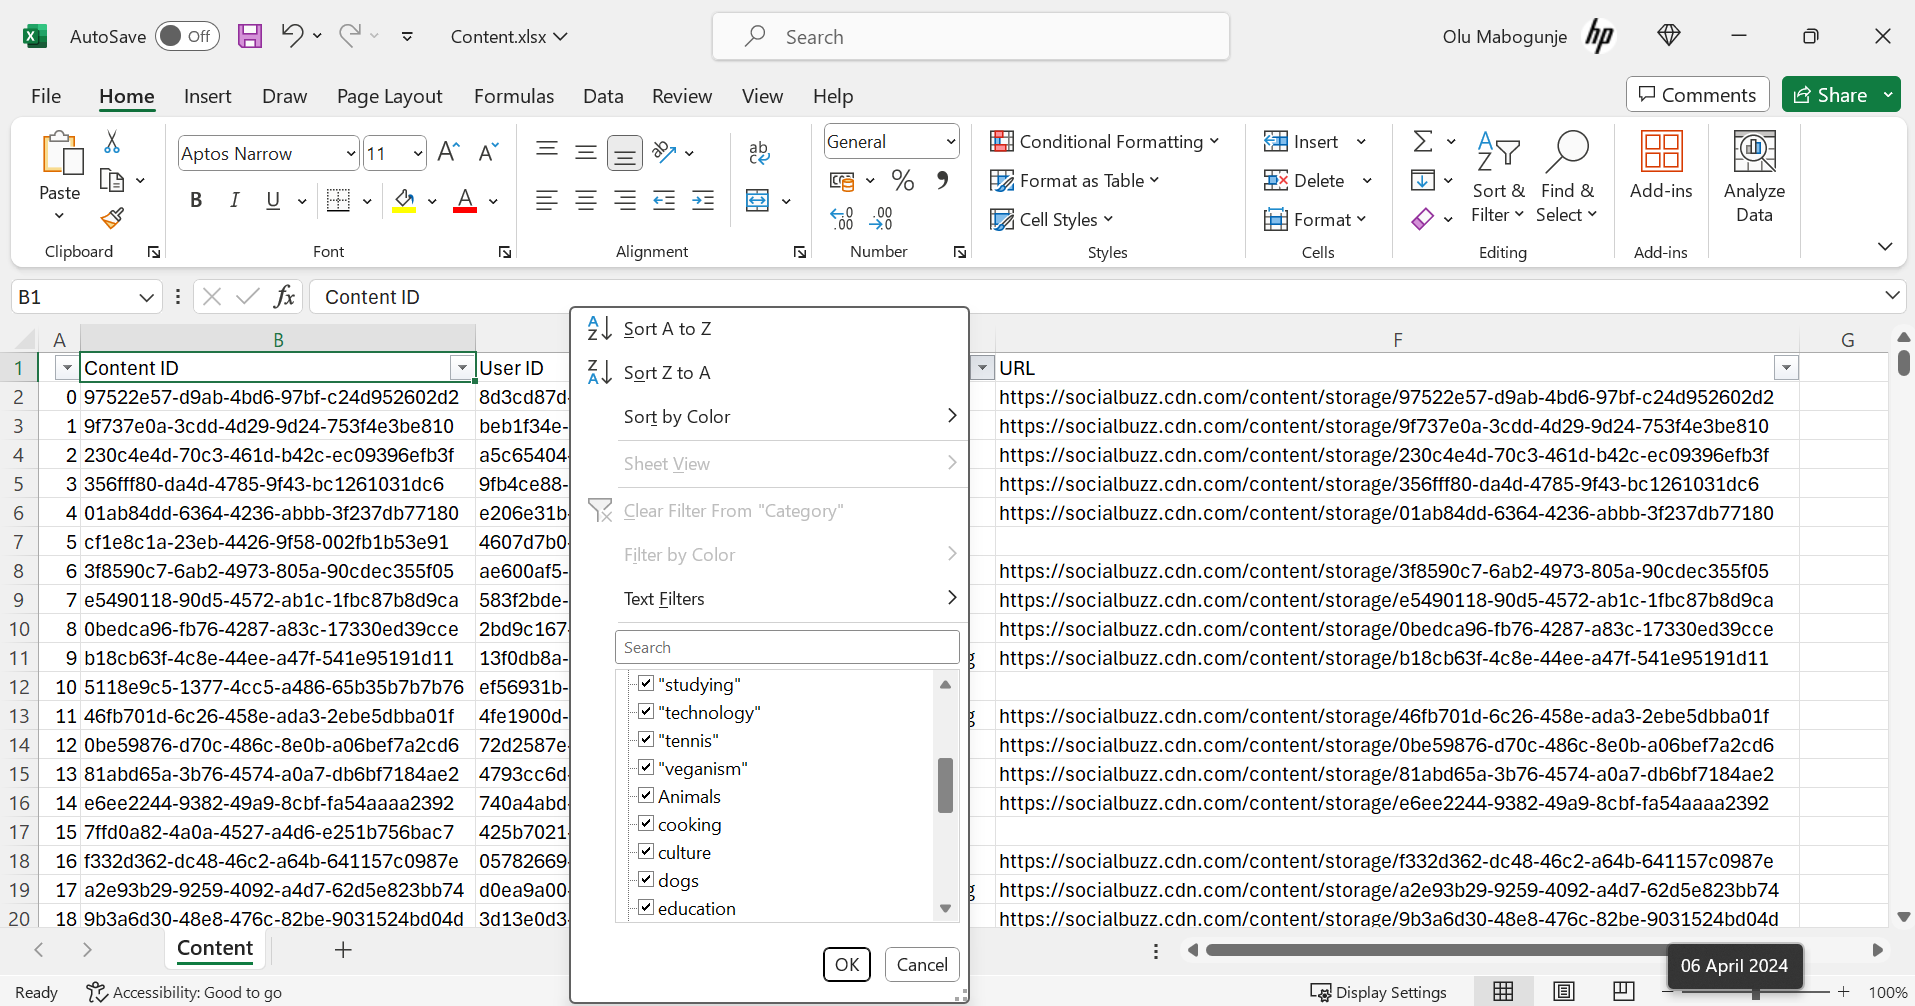 AutoSave Off Content.xlsx Search Olu Mabogunje hp
File Home Insert Draw Page Layout Formulas Data Review View Help Comments Share
Paste
Clipboard
Aptos Narrow 11
B I U A
Font
ab
Alignment
General
% 9
Number
Conditional Formatting
Format as Table
Cell Styles
Styles
Insert
Delete
Format
Cells
Sort & Filter
Find & Select
Editing
Add-ins
Add-ins
Analyze Data
B1 fx Content ID
A B F G
1 Content ID User ID URL
2 0 97522e57-d9ab-4bd6-97bf-c24d952602d2 8d3cd87d- https://socialbuzz.cdn.com/content/storage/97522e57-d9ab-4bd6-97bf-c24d952602d2
3 1 9f737e0a-3cdd-4d29-9d24-753f4e3be810 beb1f34e- https://socialbuzz.cdn.com/content/storage/9f737e0a-3cdd-4d29-9d24-753f4e3be810
4 2 230c4e4d-70c3-461d-b42c-ec09396efb3f a5c65404- https://socialbuzz.cdn.com/content/storage/230c4e4d-70c3-461d-b42c-ec09396efb3f
5 3 356fff80-da4d-4785-9f43-bc1261031dc6 9fb4ce88- https://socialbuzz.cdn.com/content/storage/356fff80-da4d-4785-9f43-bc1261031dc6
6 4 01ab84dd-6364-4236-abbb-3f237db77180 e206e31b- https://socialbuzz.cdn.com/content/storage/01ab84dd-6364-4236-abbb-3f237db77180
7 5 cf1e8c1a-23eb-4426-9f58-002fb1b53e91 4607d7b0-
8 6 3f8590c7-6ab2-4973-805a-90cdec355f05 ae600af5- https://socialbuzz.cdn.com/content/storage/3f8590c7-6ab2-4973-805a-90cdec355f05
9 7 e5490118-90d5-4572-ab1c-1fbc87b8d9ca 583f2bde- https://socialbuzz.cdn.com/content/storage/e5490118-90d5-4572-ab1c-1fbc87b8d9ca
10 8 0bedca96-fb76-4287-a83c-17330ed39cce 2bd9c167- https://socialbuzz.cdn.com/content/storage/0bedca96-fb76-4287-a83c-17330ed39cce
11 9 b18cb63f-4c8e-44ee-a47f-541e95191d11 13f0db8a- g https://socialbuzz.cdn.com/content/storage/b18cb63f-4c8e-44ee-a47f-541e95191d11
12 10 5118e9c5-1377-4cc5-a486-65b35b7b7b76 ef56931b-
13 11 46fb701d-6c26-458e-ada3-2ebe5dbba01f 4fe1900d- g https://socialbuzz.cdn.com/content/storage/46fb701d-6c26-458e-ada3-2ebe5dbba01f
14 12 0be59876-d70c-486c-8e0b-a06bef7a2cd6 72d2587e- https://socialbuzz.cdn.com/content/storage/0be59876-d70c-486c-8e0b-a06bef7a2cd6
15 13 81abd65a-3b76-4574-a0a7-db6bf7184ae2 4793cc6d- https://socialbuzz.cdn.com/content/storage/81abd65a-3b76-4574-a0a7-db6bf7184ae2
16 14 e6ee2244-9382-49a9-8cbf-fa54aaaa2392 740a4abd- https://socialbuzz.cdn.com/content/storage/e6ee2244-9382-49a9-8cbf-fa54aaaa2392
17 15 7ffd0a82-4a0a-4527-a4d6-e251b756bac7 425b7021-
18 16 f332d362-dc48-46c2-a64b-641157c0987e 05782669- https://socialbuzz.cdn.com/content/storage/f332d362-dc48-46c2-a64b-641157c0987e
19 17 a2e93b29-9259-4092-a4d7-62d5e823bb74 d0ea9a00- g https://socialbuzz.cdn.com/content/storage/a2e93b29-9259-4092-a4d7-62d5e823bb74
20 18 9b3a6d30-48e8-476c-82be-9031524bd04d 3d13e0d3- https://socialbuzz.cdn.com/content/storage/9b3a6d30-48e8-476c-82be-9031524bd04d
Sort A to Z
Sort Z to A
Sort by Color
Sheet View
Clear Filter From "Category"
Filter by Color
Text Filters
Search
"studying"
"technology"
"tennis"
"veganism"
Animals
cooking
culture
dogs
education
OK Cancel
Content
06 April 2024
Ready Accessibility: Good to go Display Settings 100%